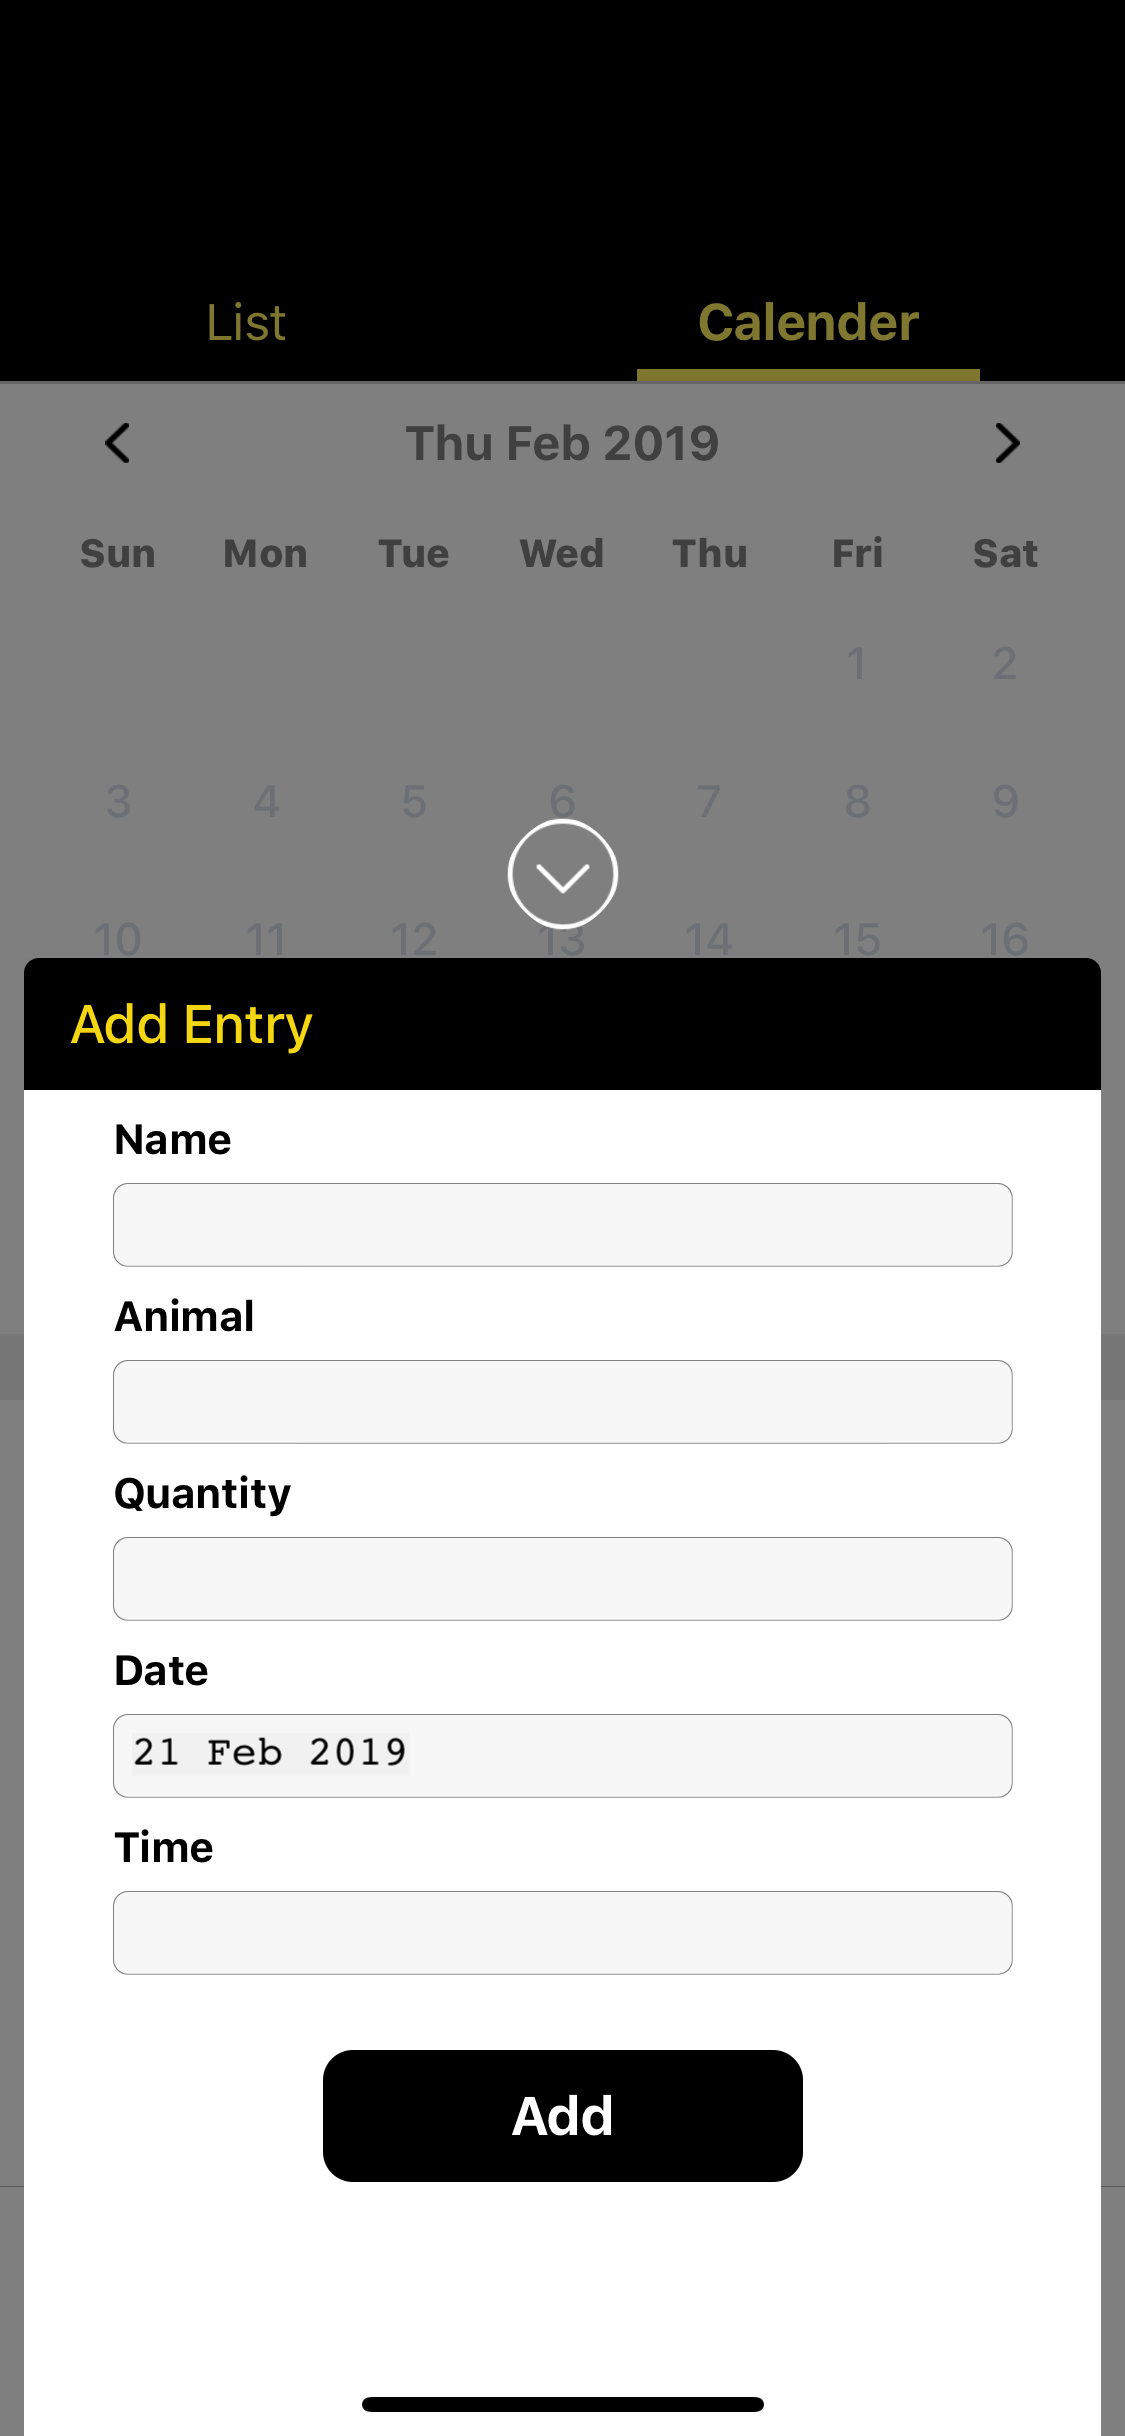 List Calender
Thu Feb 2019
Sun Mon Tue Wed Thu Fri Sat
1 2
3 4 5 6 7 8 9
10 11 12 13 14 15 16
Add Entry
Name
Animal
Quantity
Date
21 Feb 2019
Time
Add